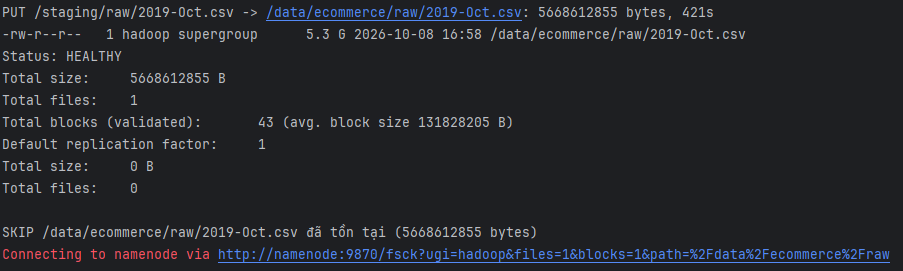 PUT /staging/raw/2019-Oct.csv -> /data/ecommerce/raw/2019-Oct.csv: 5668612855 bytes, 421s
-rw-r--r--   1 hadoop supergroup      5.3 G 2026-10-08 16:58 /data/ecommerce/raw/2019-Oct.csv
Status: HEALTHY
Total size:     5668612855 B
Total files:    1
Total blocks (validated):       43 (avg. block size 131828205 B)
Default replication factor:     1
Total size:     0 B
Total files:    0
SKIP /data/ecommerce/raw/2019-Oct.csv đã tồn tại (5668612855 bytes)
Connecting to namenode via http://namenode:9870/fsck?ugi=hadoop&files=1&blocks=1&path=%2Fdata%2Fecommerce%2Fraw